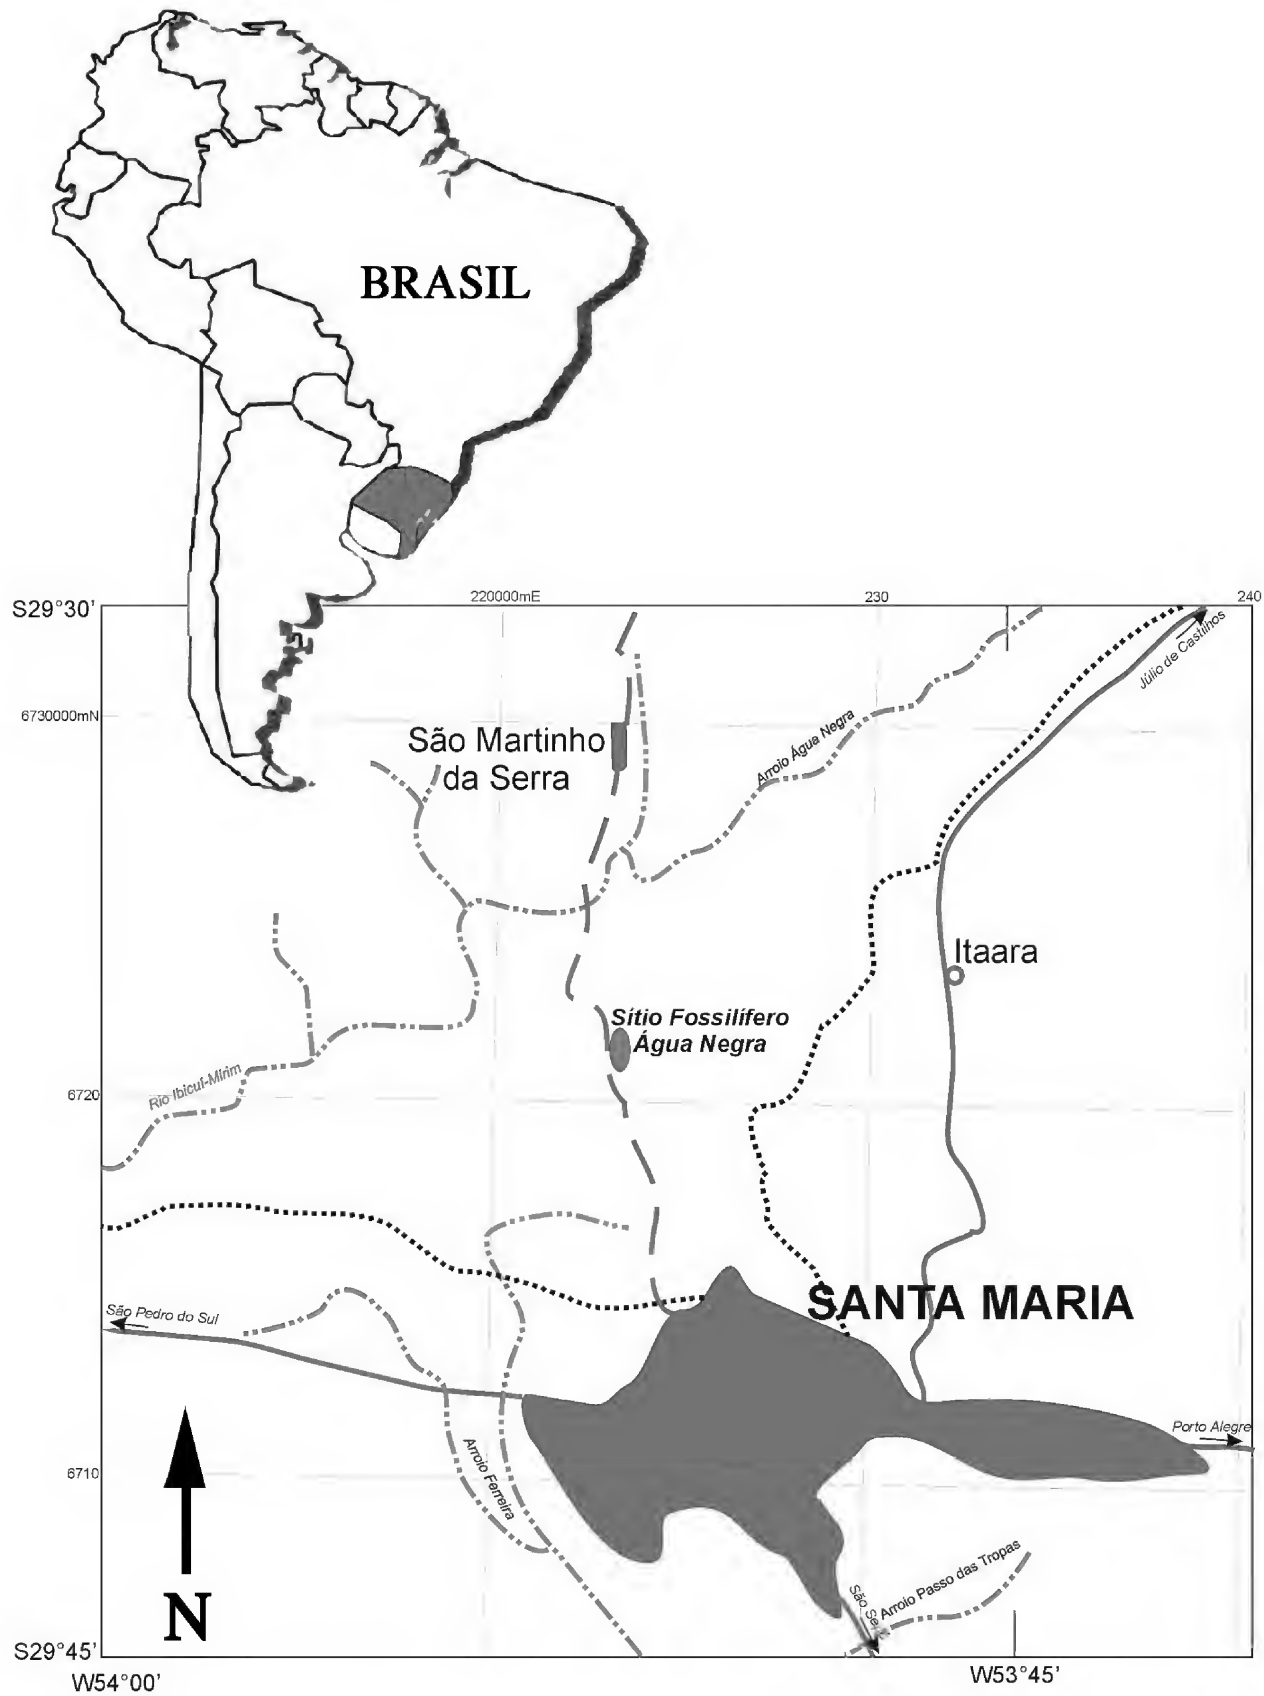 BRASIL
S29°30'
220000mE
230
240
Júlio de Castilhos
6730000mN
São Martinho
da Serra
Arroio Água Negra
Itaara
Sítio Fossilífero
Água Negra
Rio Ibicuí-Mirim
6720
SANTA MARIA
São Pedro do Sul
Porto Alegre
6710
Arroio Ferreira
Arroio Passo das Tropas
São
N
S29°45'
W54°00'
W53°45'